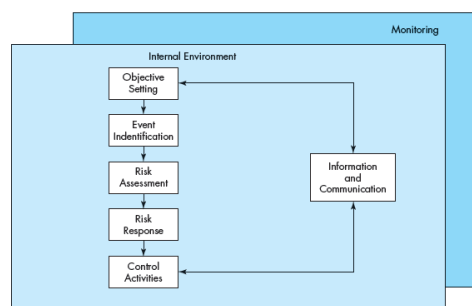 Monitoring
Internal Environment
Objective
Setting
Event
Indentification
Risk
Assessment
Information
and
Communication
Risk
Response
Control
Activities